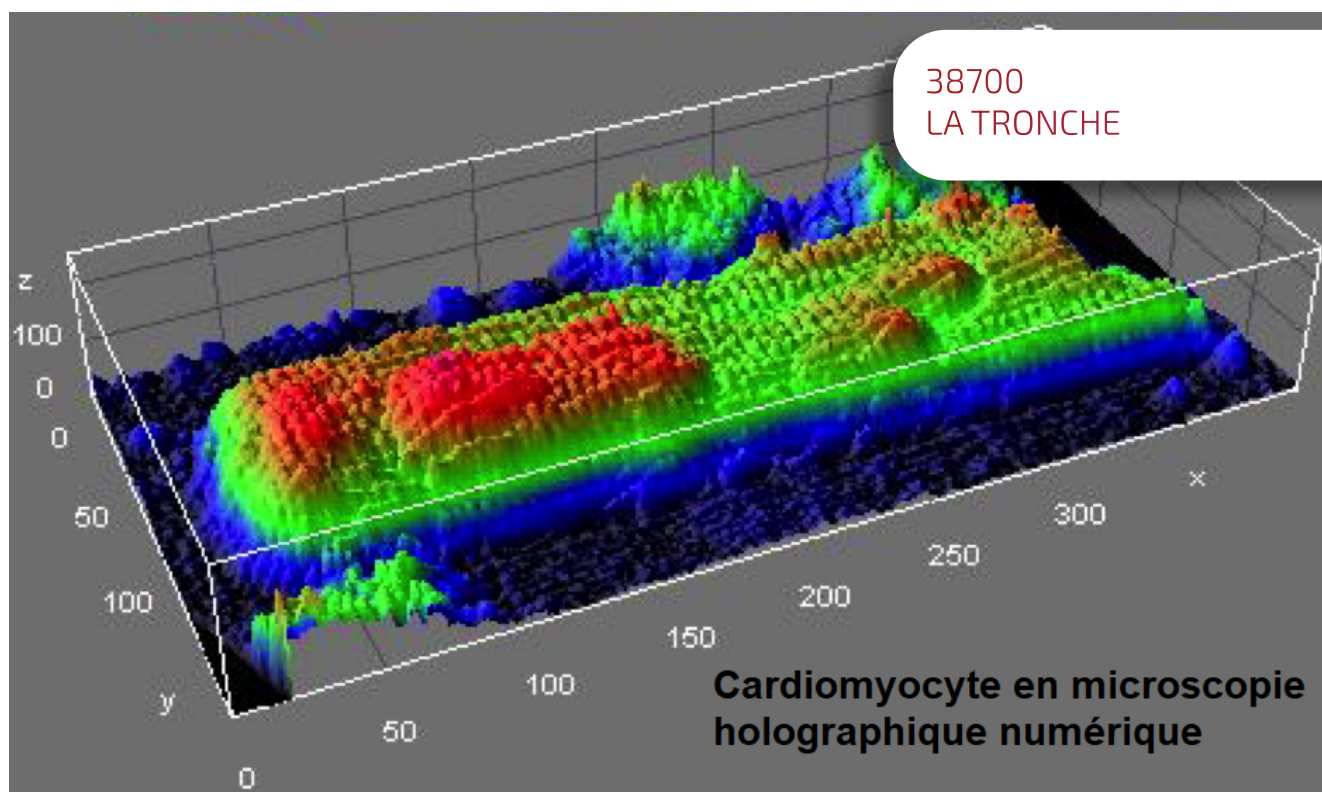 38700
LA TRONCHE
z
100
0
0
50
100
y
0
50
100
150
200
250
300
x
Cardiomyocyte en microscopie
holographique numérique